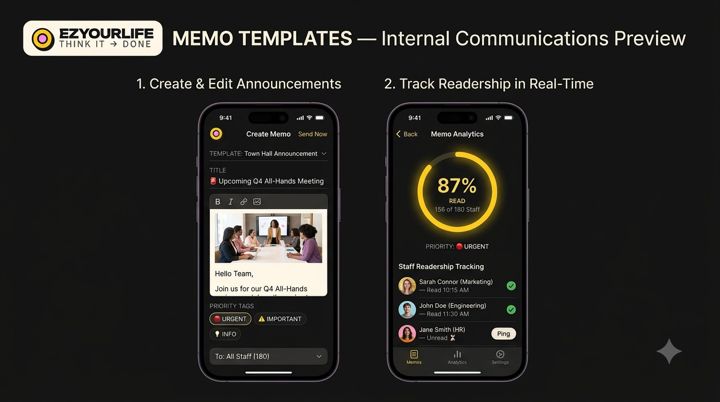 EZYOURLIFE
THINK IT → DONE
MEMO TEMPLATES — Internal Communications Preview
1. Create & Edit Announcements
9:41
Create Memo
Send Now
TEMPLATE: Town Hall Announcement
TITLE
🚨 Upcoming Q4 All-Hands Meeting
B I
Hello Team,
Join us for our Q4 All-Hands
PRIORITY TAGS
🔴 URGENT
⚠️ IMPORTANT
💡 INFO
To: All Staff (180)
2. Track Readership in Real-Time
9:41
Back
Memo Analytics
87%
READ
156 of 180 Staff
PRIORITY: 🔴 URGENT
Staff Readership Tracking
Sarah Connor (Marketing)
— Read 10:15 AM
John Doe (Engineering)
— Read 11:30 AM
Jane Smith (HR)
— Unread ⏳
Ping
Memos
Analytics
Settings